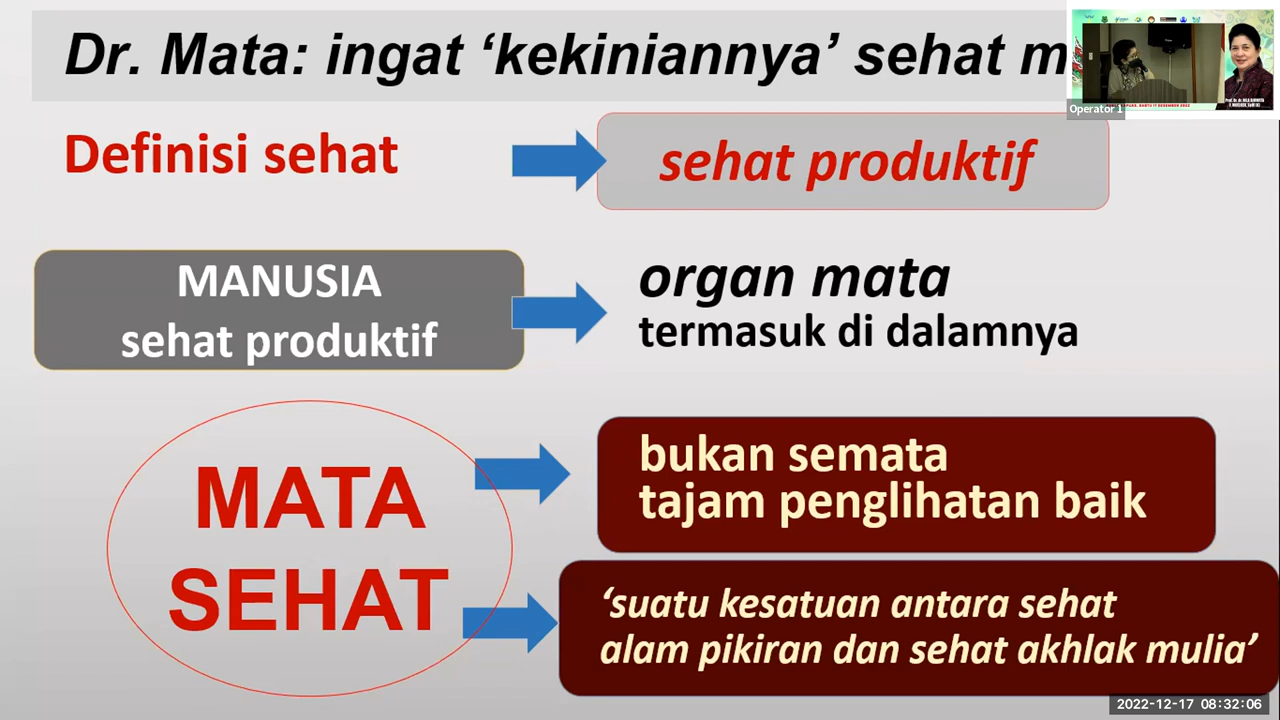 Dr. Mata: ingat ‘kekiniannya’ sehat m
Operator 1
Definisi sehat
sehat produktif
MANUSIA
sehat produktif
organ mata
termasuk di dalamnya
MATA
SEHAT
bukan semata
tajam penglihatan baik
‘suatu kesatuan antara sehat
alam pikiran dan sehat akhlak mulia’
2022-12-17 08:32:06